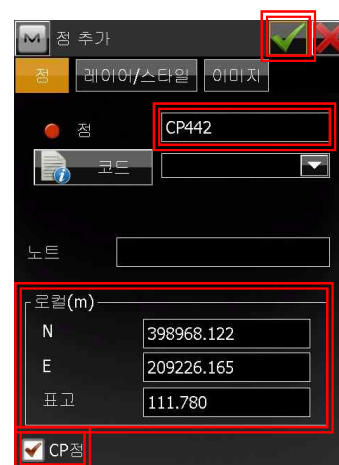 M 점 추가
점 레이어/스타일 이미지
점 CP442
코드
노트
로컬(m)
N 398968.122
E 209226.165
표고 111.780
CP점